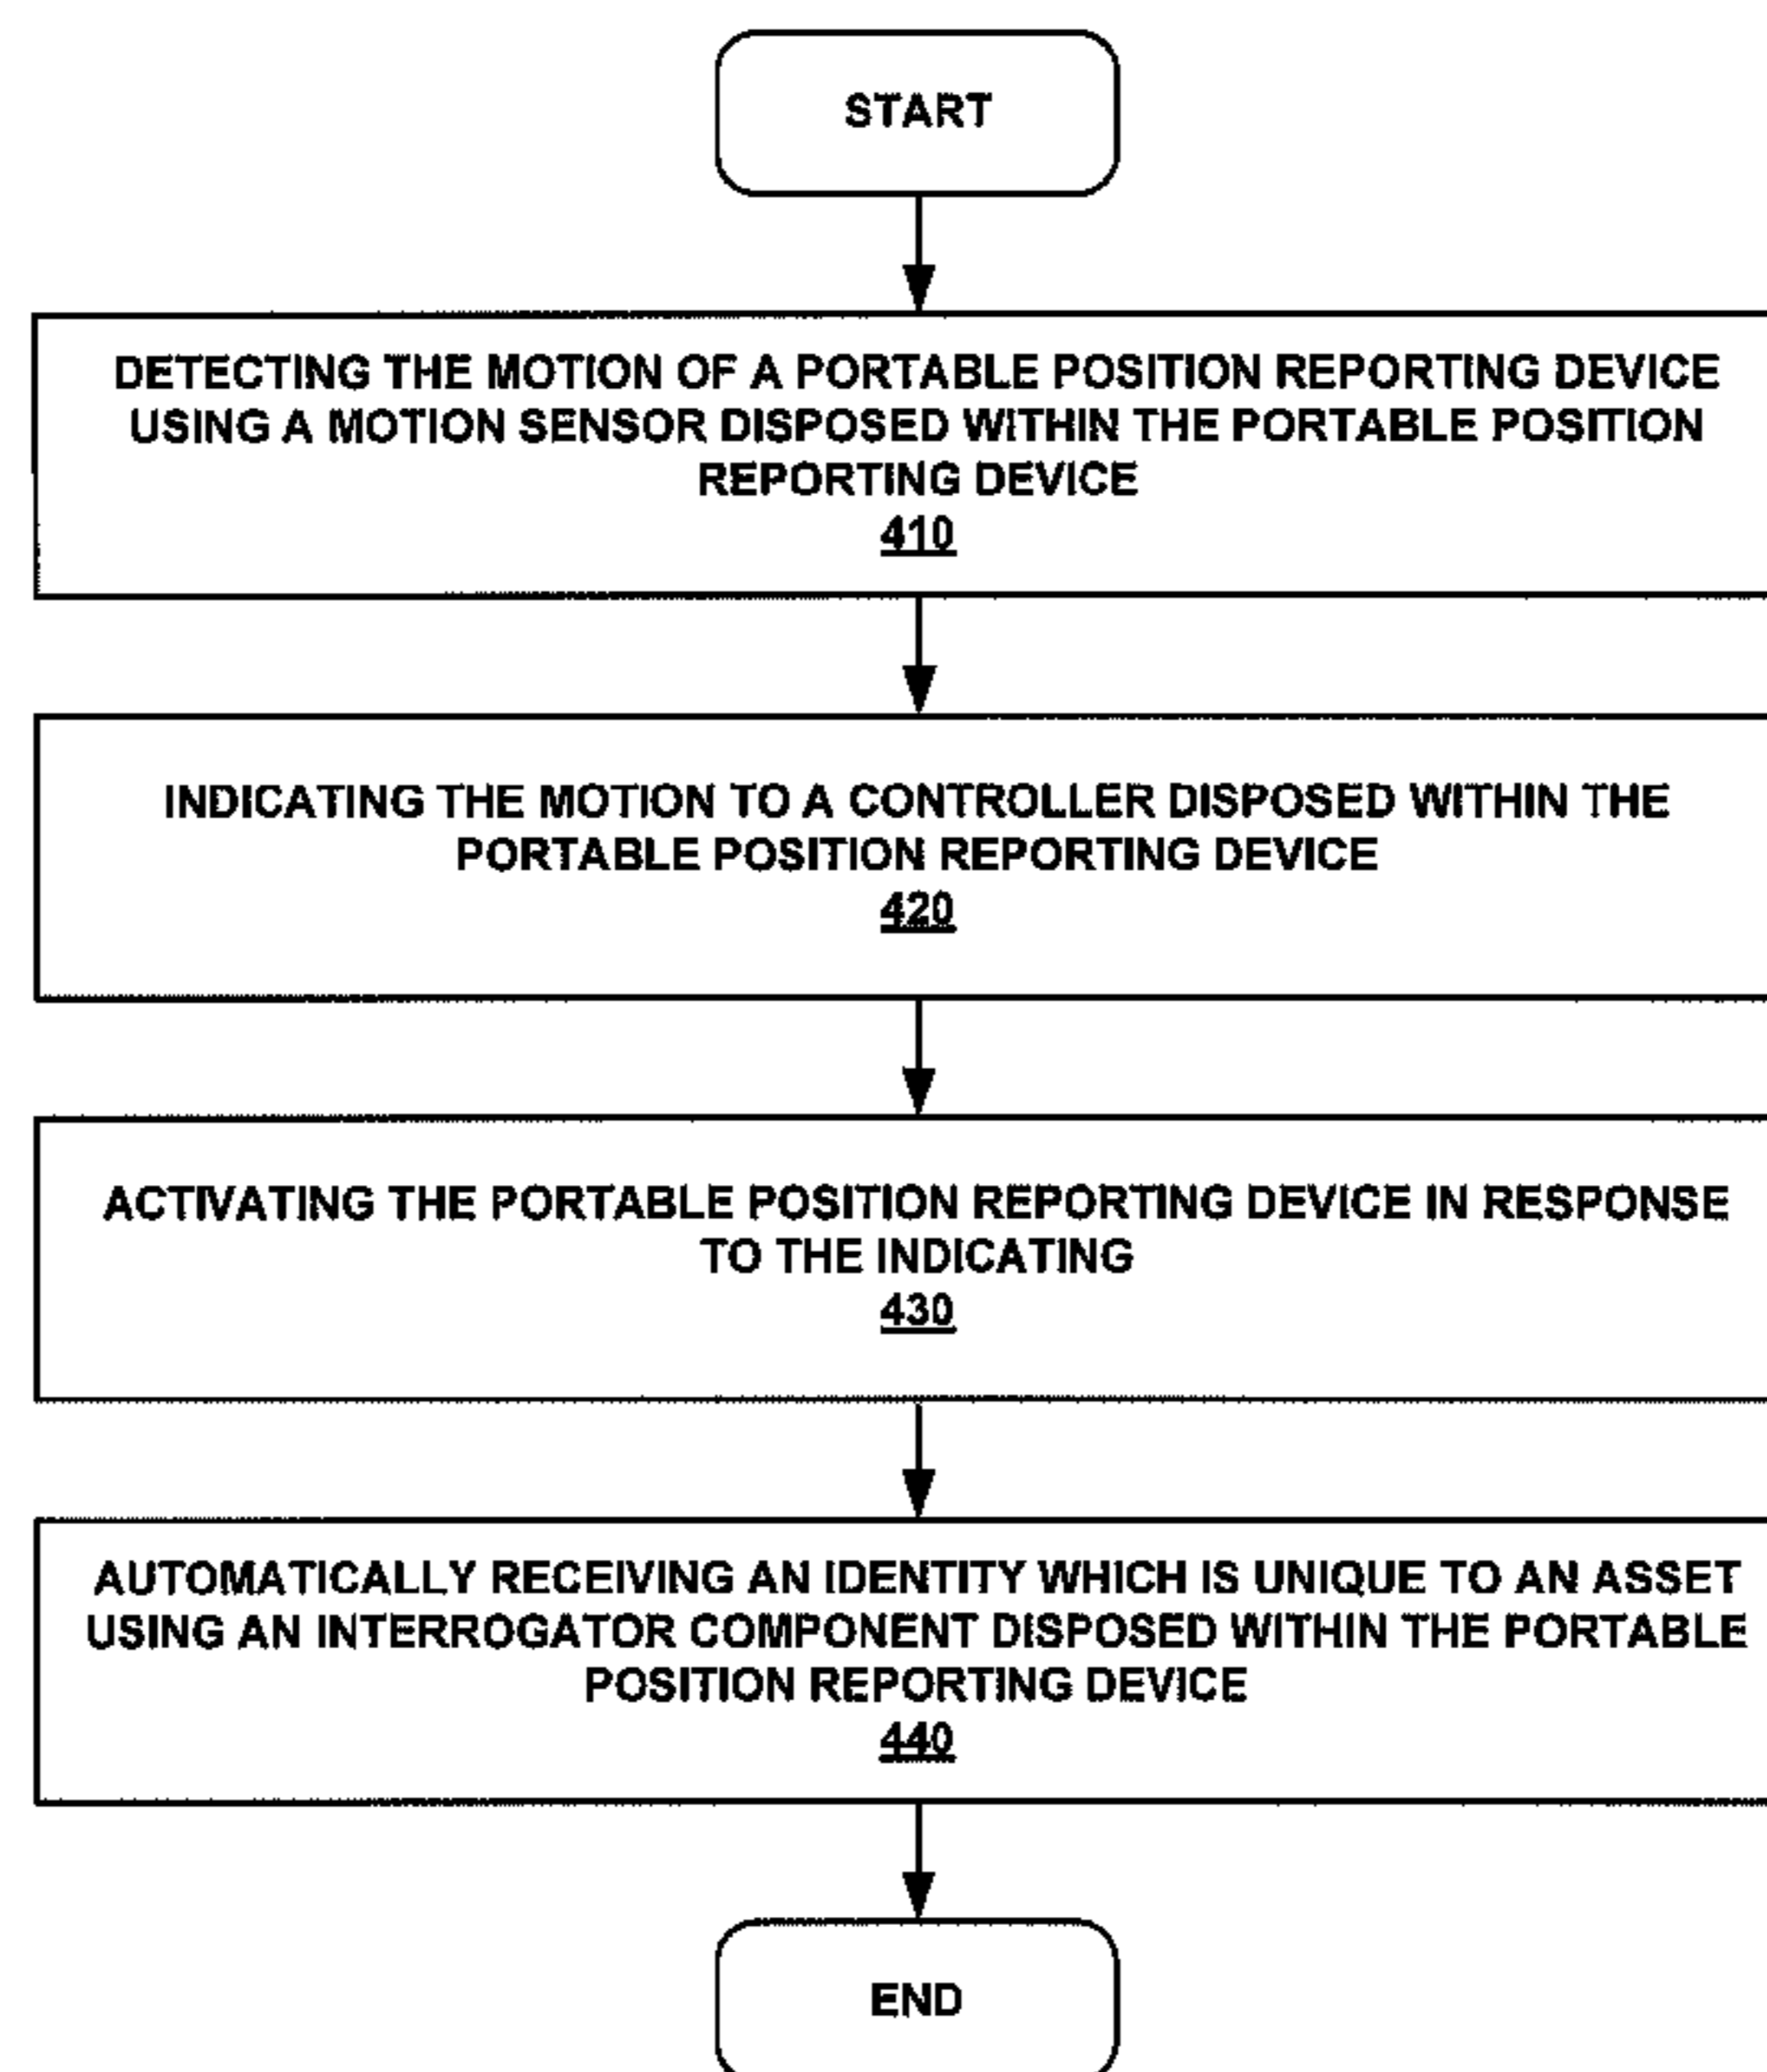 START
DETECTING THE MOTION OF A PORTABLE POSITION REPORTING DEVICE
USING A MOTION SENSOR DISPOSED WITHIN THE PORTABLE POSITION
REPORTING DEVICE
410
INDICATING THE MOTION TO A CONTROLLER DISPOSED WITHIN THE
PORTABLE POSITION REPORTING DEVICE
420
ACTIVATING THE PORTABLE POSITION REPORTING DEVICE IN RESPONSE
TO THE INDICATING
430
AUTOMATICALLY RECEIVING AN IDENTITY WHICH IS UNIQUE TO AN ASSET
USING AN INTERROGATOR COMPONENT DISPOSED WITHIN THE PORTABLE
POSITION REPORTING DEVICE
440
END